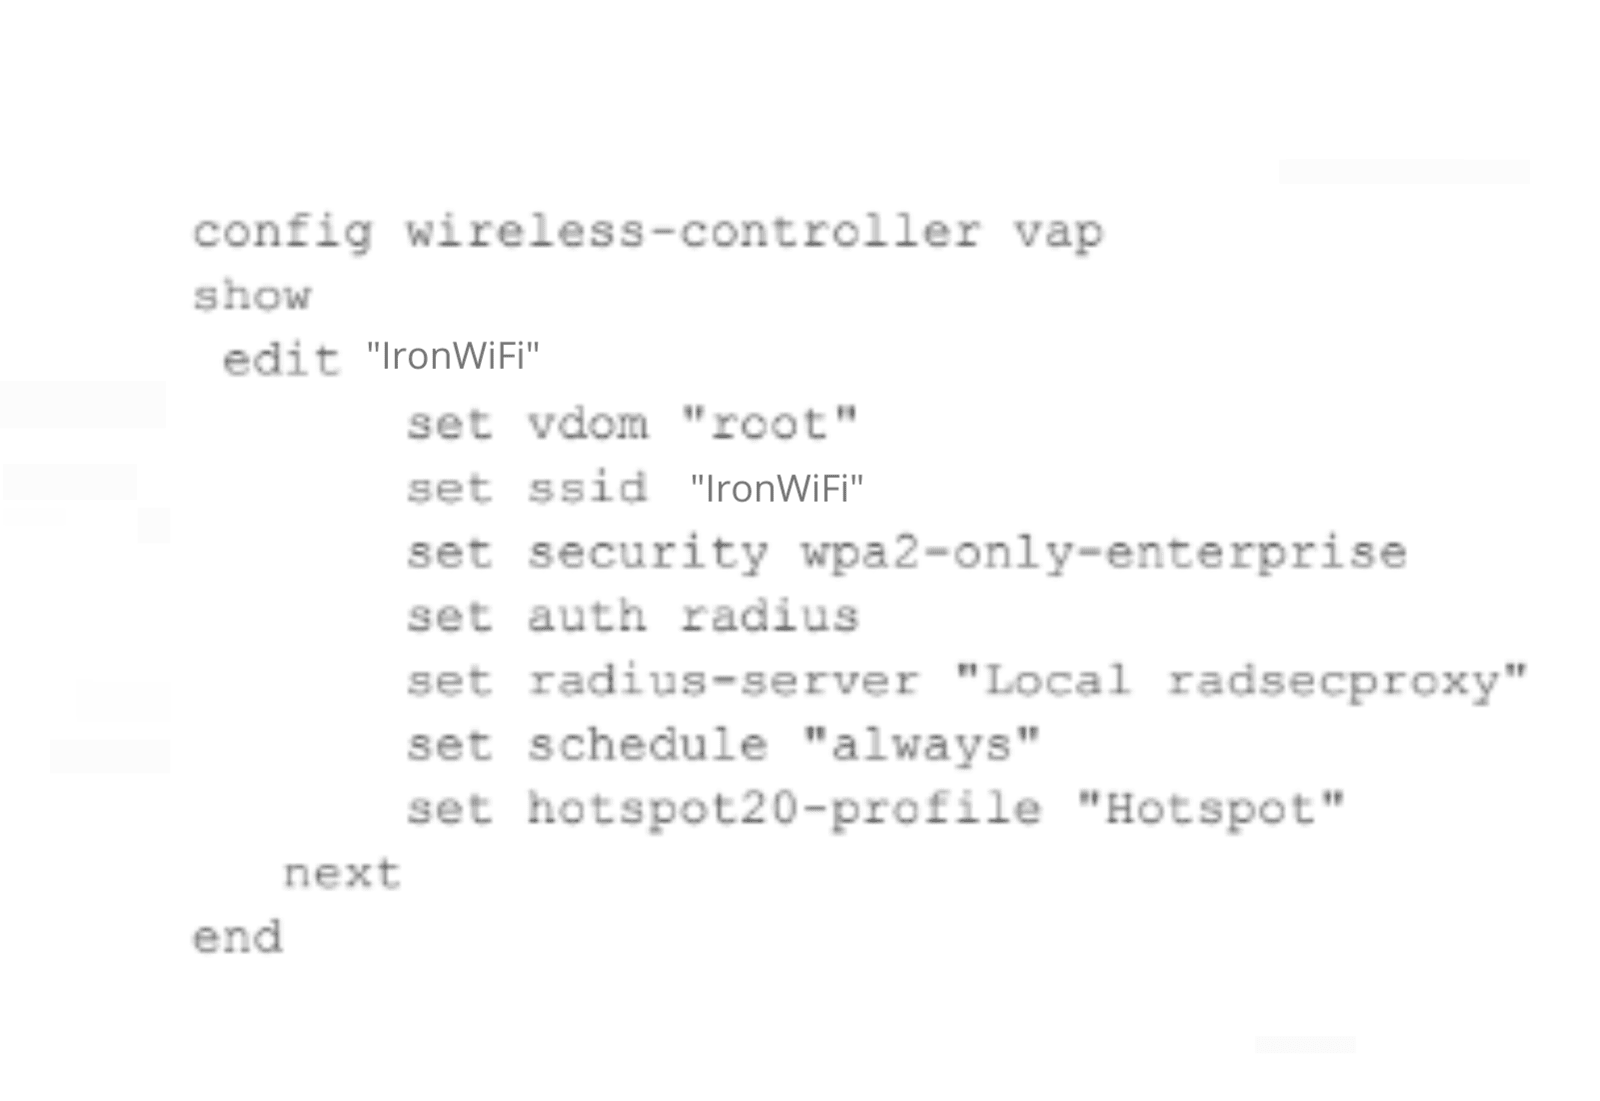 config wireless-controller vap
show
edit "IronWiFi"
set vdom "root"
set ssid "IronWiFi"
set security wpa2-only-enterprise
set auth radius
set radius-server "Local radsecproxy"
set schedule "always"
set hotspot20-profile "Hotspot"
next
end